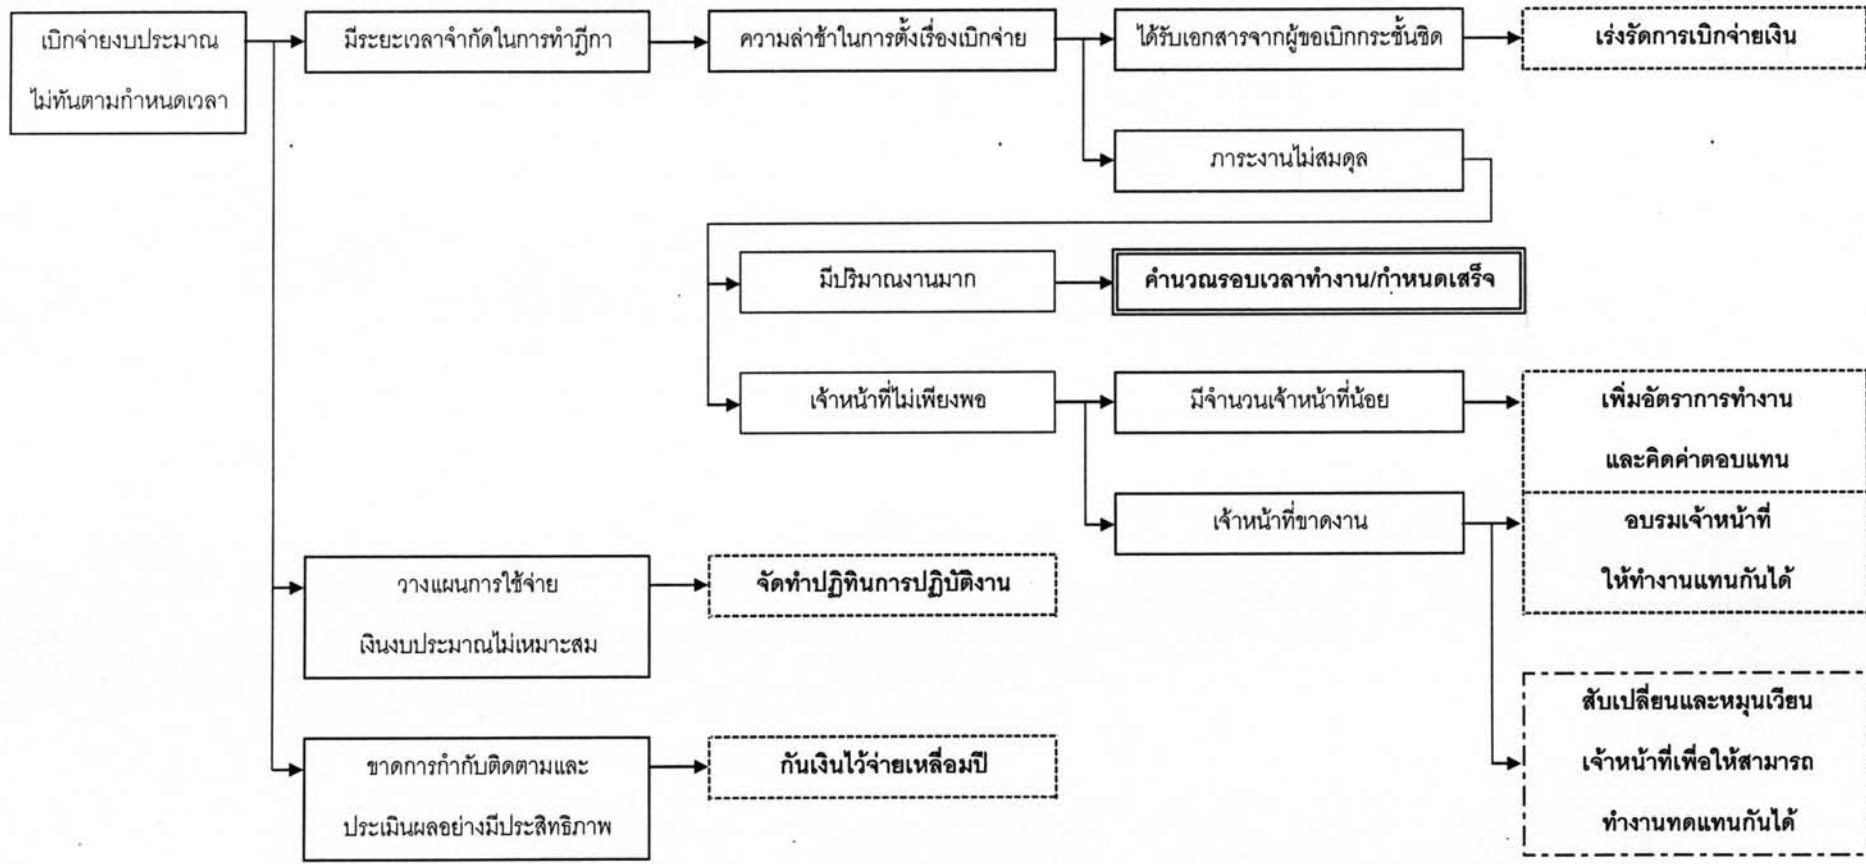 เบิกจ่ายงบประมาณ
ไม่ทันตามกำหนดเวลา
มีระยะเวลาจำกัดในการทำฎีกา
ความล่าช้าในการตั้งเรื่องเบิกจ่าย
ได้รับเอกสารจากผู้ขอเบิกกระชั้นชิด
เร่งรัดการเบิกจ่ายเงิน
ภาระงานไม่สมดุล
มีปริมาณงานมาก
คำนวณรอบเวลาทำงาน/กำหนดเสร็จ
เจ้าหน้าที่ไม่เพียงพอ
มีจำนวนเจ้าหน้าที่น้อย
เพิ่มอัตราการทำงาน
และคิดค่าตอบแทน
เจ้าหน้าที่ขาดงาน
อบรมเจ้าหน้าที่
ให้ทำงานแทนกันได้
วางแผนการใช้จ่าย
เงินงบประมาณไม่เหมาะสม
จัดทำปฏิทินการปฏิบัติงาน
สับเปลี่ยนและหมุนเวียน
เจ้าหน้าที่เพื่อให้สามารถ
ทำงานทดแทนกันได้
ขาดการกำกับติดตามและ
ประเมินผลอย่างมีประสิทธิภาพ
กันเงินไว้จ่ายเหลื่อมปี